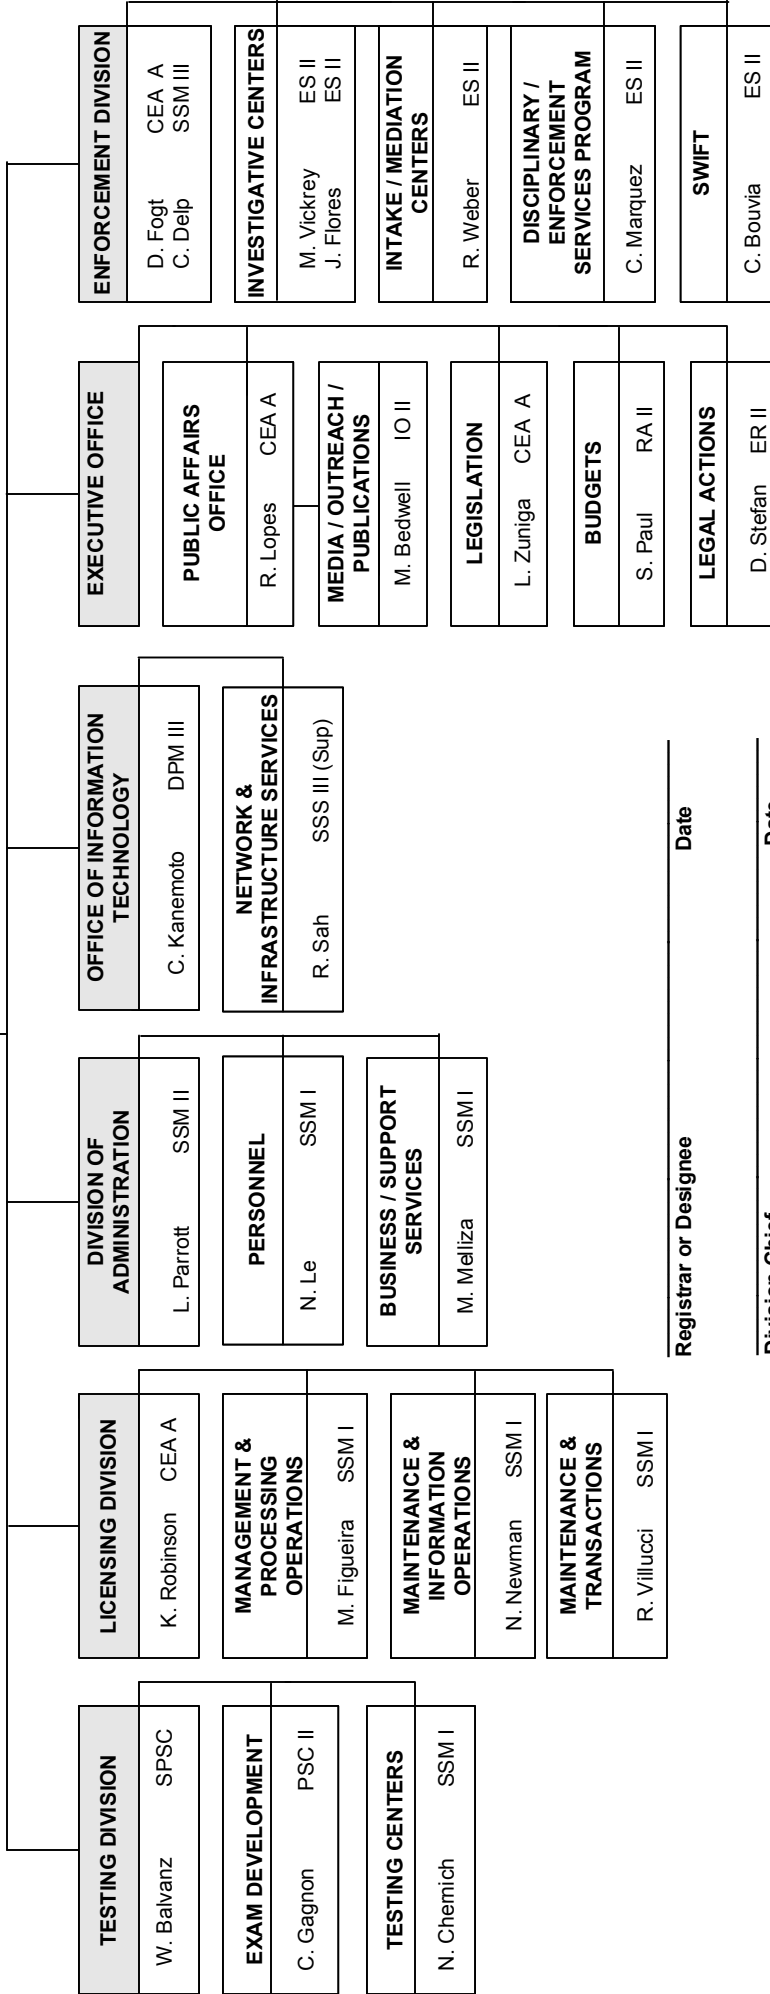 TESTING DIVISION
W. Balvanz SPSC
EXAM DEVELOPMENT
C. Gagnon PSC II
TESTING CENTERS
N. Chernich SSM I
LICENSING DIVISION
K. Robinson CEA A
MANAGEMENT &
PROCESSING
OPERATIONS
M. Figueira SSM I
MAINTENANCE &
INFORMATION
OPERATIONS
N. Newman SSM I
MAINTENANCE &
TRANSACTIONS
R. Villucci SSM I
DIVISION OF
ADMINISTRATION
L. Parrott SSM II
PERSONNEL
N. Le SSM I
BUSINESS / SUPPORT
SERVICES
M. Melliza SSM I
OFFICE OF INFORMATION
TECHNOLOGY
C. Kanemoto DPM III
NETWORK &
INFRASTRUCTURE SERVICES
R. Sah SSS III (Sup)
EXECUTIVE OFFICE
PUBLIC AFFAIRS
OFFICE
R. Lopes CEA A
MEDIA / OUTREACH /
PUBLICATIONS
M. Bedwell IO II
LEGISLATION
L. Zuniga CEA A
BUDGETS
S. Paul RA II
LEGAL ACTIONS
D. Stefan ER II
ENFORCEMENT DIVISION
D. Fogt CEA A
C. Delp SSM III
INVESTIGATIVE CENTERS
M. Vickrey ES II
J. Flores ES II
INTAKE / MEDIATION
CENTERS
R. Weber ES II
DISCIPLINARY /
ENFORCEMENT
SERVICES PROGRAM
C. Marquez ES II
SWIFT
C. Bouvia ES II
Registrar or Designee Date
Division Chief Date